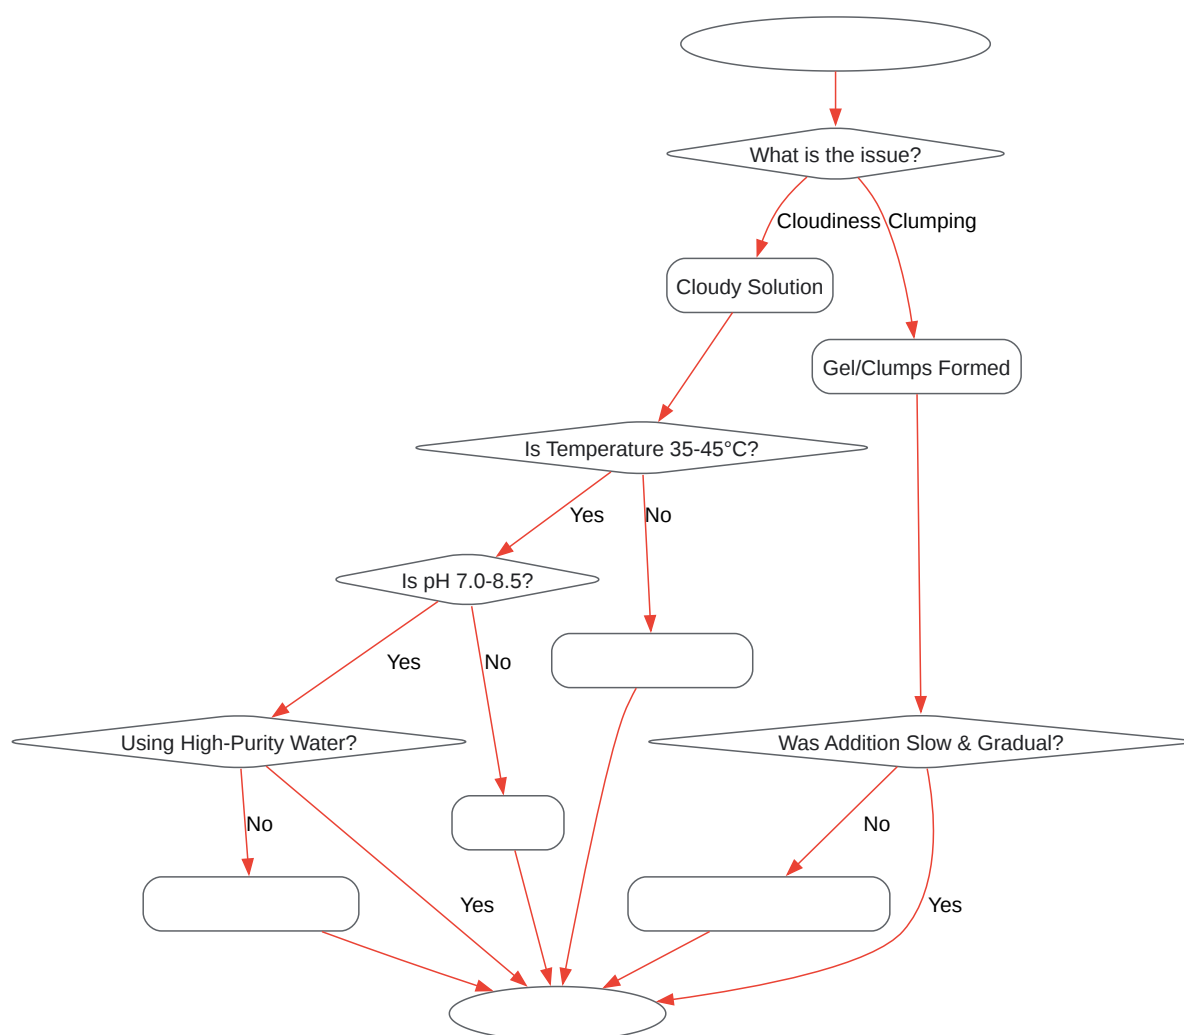 What is the issue?
Cloudiness
Clumping
Cloudy Solution
Gel/Clumps Formed
Is Temperature 35-45°C?
Yes
No
Is pH 7.0-8.5?
Yes
No
Using High-Purity Water?
Was Addition Slow & Gradual?
No
No
Yes
Yes